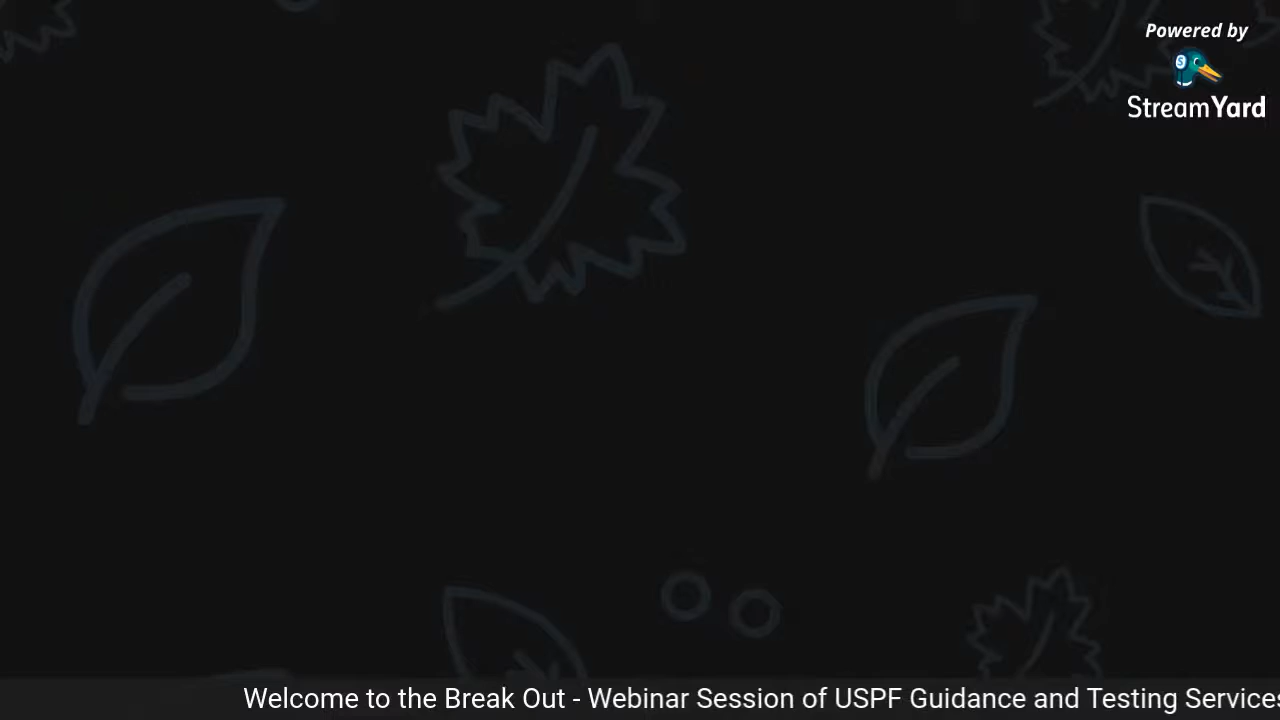 Powered by
StreamYard
Welcome to the Break Out - Webinar Session of USPF Guidance and Testing Services